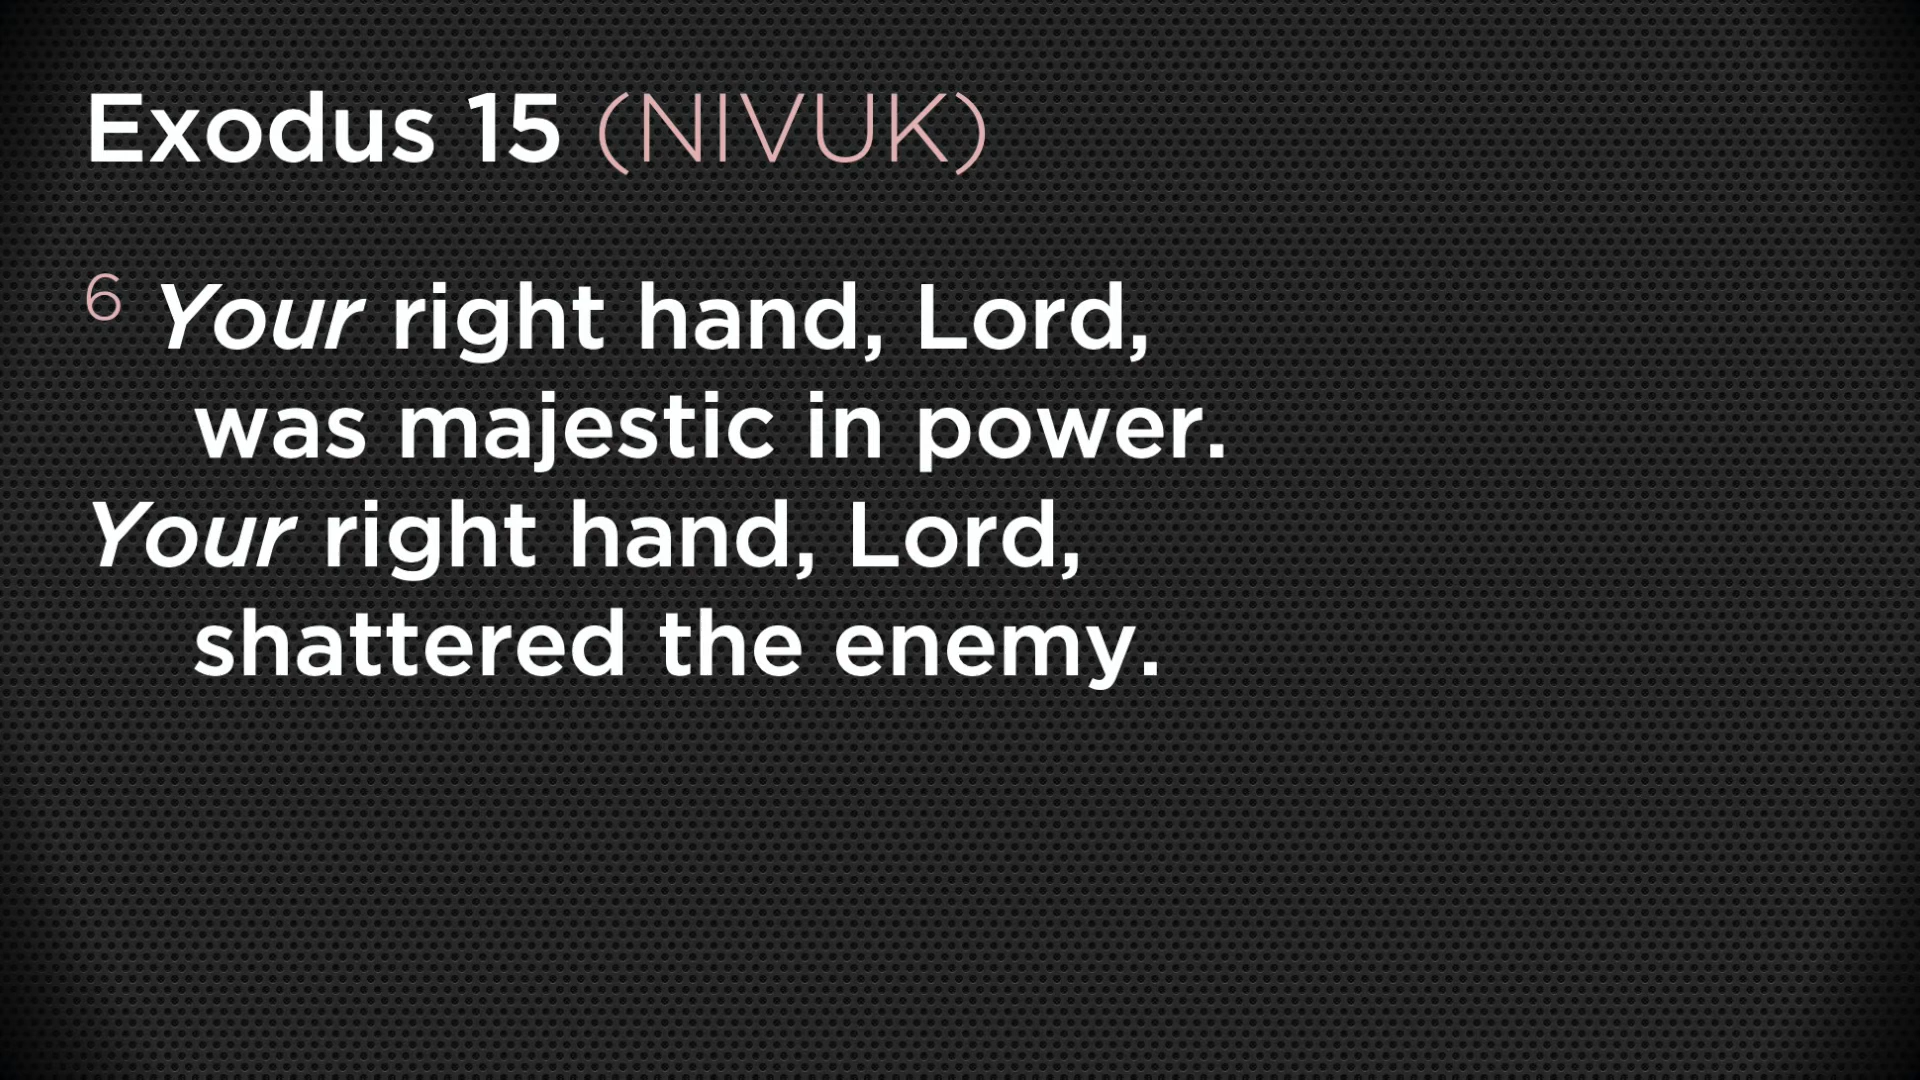 Exodus 15 (NIVUK)
6 Your right hand, Lord,
was majestic in power.
Your right hand, Lord,
shattered the enemy.